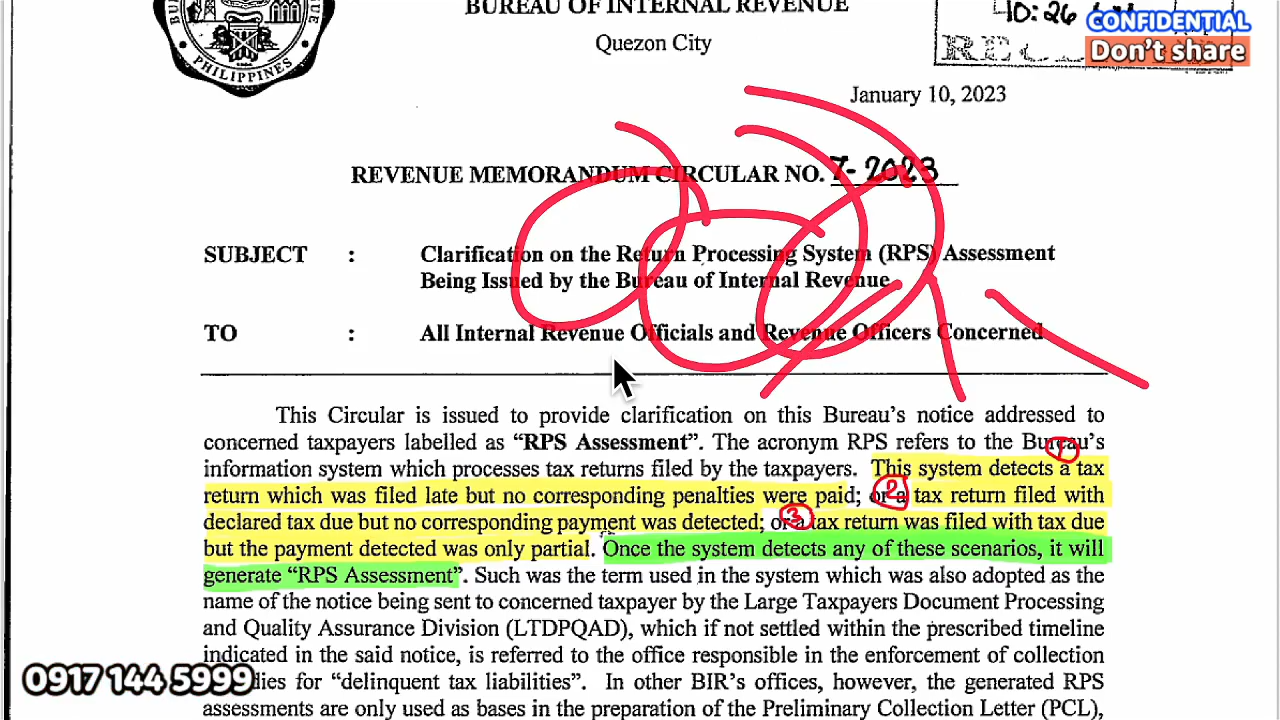 BUREAU OF INTERNAL REVENUE
Quezon City
PHILIPPINES
10:26
REC
CONFIDENTIAL
Don't share
January 10, 2023
REVENUE MEMORANDUM CIRCULAR NO. 7-2023
SUBJECT : Clarification on the Return Processing System (RPS) Assessment
Being Issued by the Bureau of Internal Revenue
TO : All Internal Revenue Officials and Revenue Officers Concerned
This Circular is issued to provide clarification on this Bureau's notice addressed to
concerned taxpayers labelled as "RPS Assessment". The acronym RPS refers to the Bureau's
1
information system which processes tax returns filed by the taxpayers. This system detects a tax
return which was filed late but no corresponding penalties were paid; or a tax return filed with
2
declared tax due but no corresponding payment was detected; or a tax return was filed with tax due
3
but the payment detected was only partial. Once the system detects any of these scenarios, it will
generate "RPS Assessment". Such was the term used in the system which was also adopted as the
name of the notice being sent to concerned taxpayer by the Large Taxpayers Document Processing
and Quality Assurance Division (LTDPQAD), which if not settled within the prescribed timeline
indicated in the said notice, is referred to the office responsible in the enforcement of collection
for "delinquent tax liabilities". In other BIR's offices, however, the generated RPS
assessments are only used as bases in the preparation of the Preliminary Collection Letter (PCL),
0917 144 5999